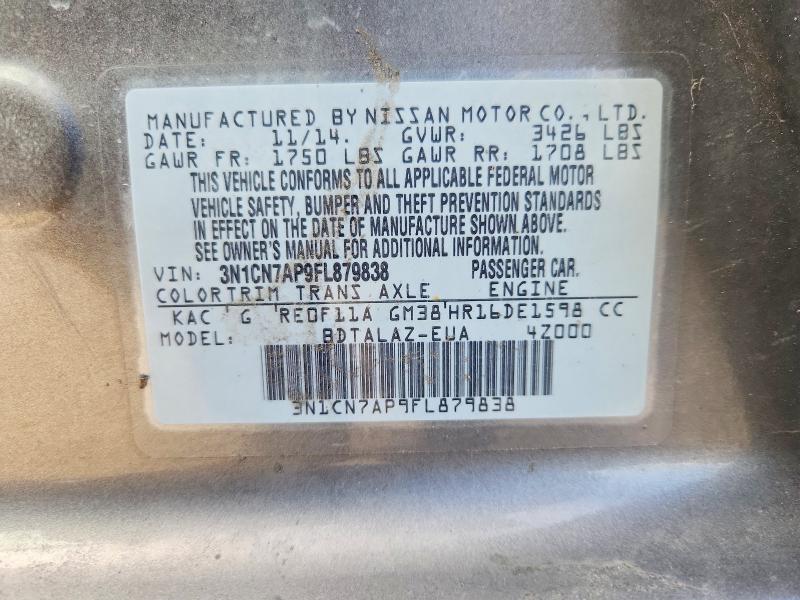 MANUFACTURED BY NISSAN MOTOR CO., LTD.
DATE: 11/14. GVWR: 3426 LBS
GAWR FR: 1750 LBS GAWR RR: 1708 LBS
THIS VEHICLE CONFORMS TO ALL APPLICABLE FEDERAL MOTOR
VEHICLE SAFETY, BUMPER AND THEFT PREVENTION STANDARDS
IN EFFECT ON THE DATE OF MANUFACTURE SHOWN ABOVE.
SEE OWNER'S MANUAL FOR ADDITIONAL INFORMATION.
VIN: 3N1CN7AP9FL879838 PASSENGER CAR.
COLORTRIM TRANS AXLE ENGINE
KAC G REOF11A GM38 HR16DE1598 CC
MODEL: BDTALAZ-EUA 4Z000
3N1CN7AP9FL879838